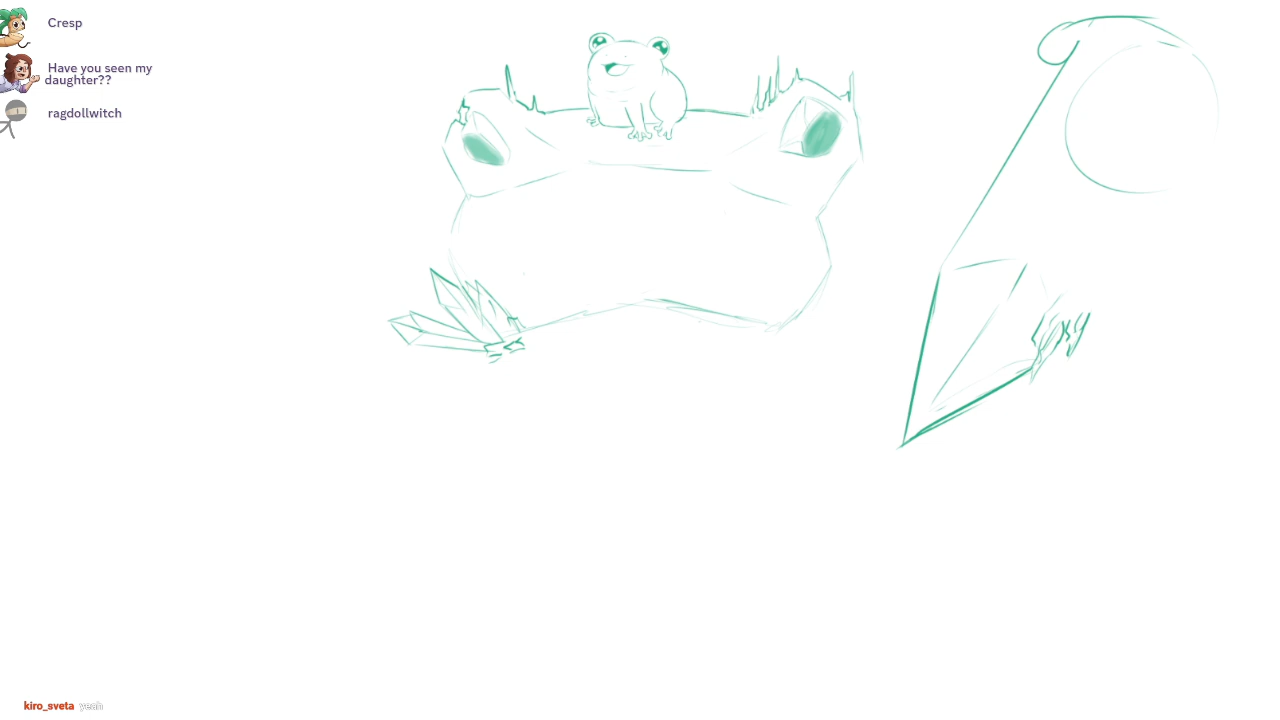 Cresp
Have you seen my
daughter??
ragdollwitch
kiro_sveta yeah